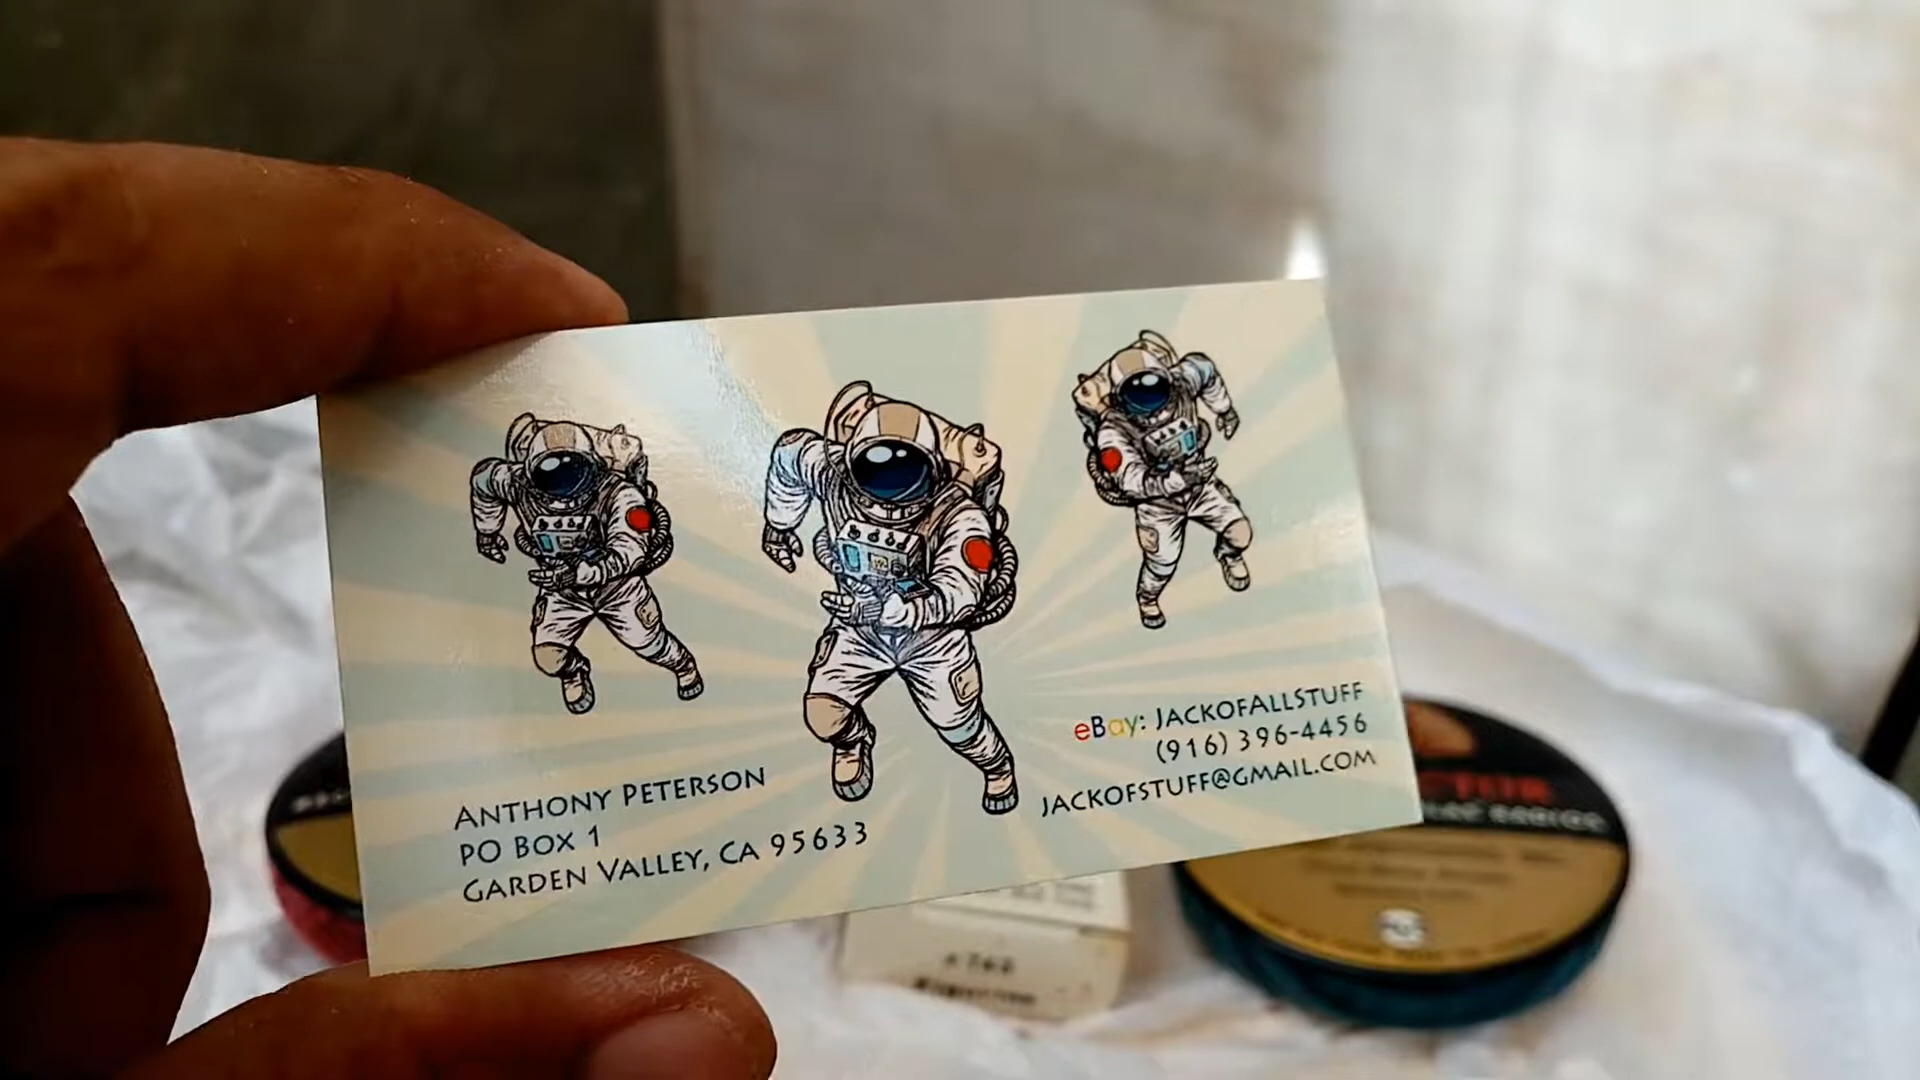 ANTHONY PETERSON
PO BOX 1
GARDEN VALLEY, CA 95633
eBay: JACKOFALLSTUFF
(916) 396-4456
JACKOFSTUFF@GMAIL.COM